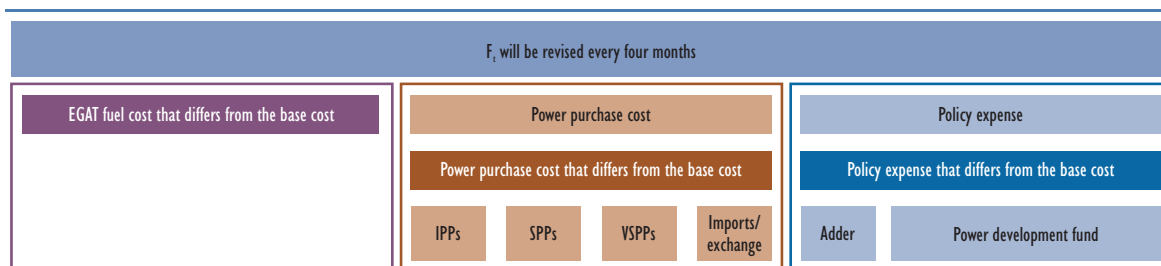 Fₜ will be revised every four months
EGAT fuel cost that differs from the base cost
Power purchase cost
Policy expense
Power purchase cost that differs from the base cost
Policy expense that differs from the base cost
IPPs
SPPs
VSPPs
Imports/
exchange
Adder
Power development fund